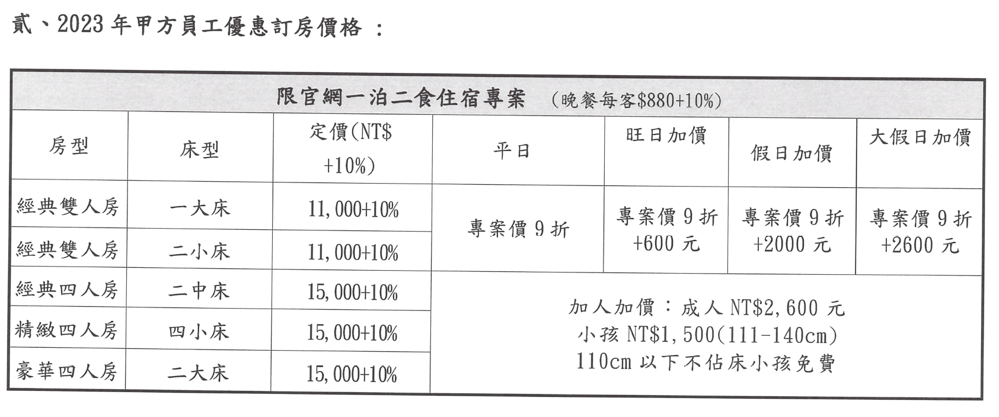 貳、2023 年甲方員工優惠訂房價格：
限官網一泊二食住宿專案 (晚餐每客$880+10%)
房型 床型 定價(NT$ +10%) 平日 旺日加價 假日加價 大假日加價
經典雙人房 一大床 11,000+10%
經典雙人房 二小床 11,000+10%
專案價 9 折
專案價 9 折
+600 元
專案價 9 折
+2000 元
專案價 9 折
+2600 元
經典四人房 二中床 15,000+10%
精緻四人房 四小床 15,000+10%
豪華四人房 二大床 15,000+10%
加人加價：成人 NT$2,600 元
小孩 NT$1,500(111-140cm)
110cm 以下不佔床小孩免費